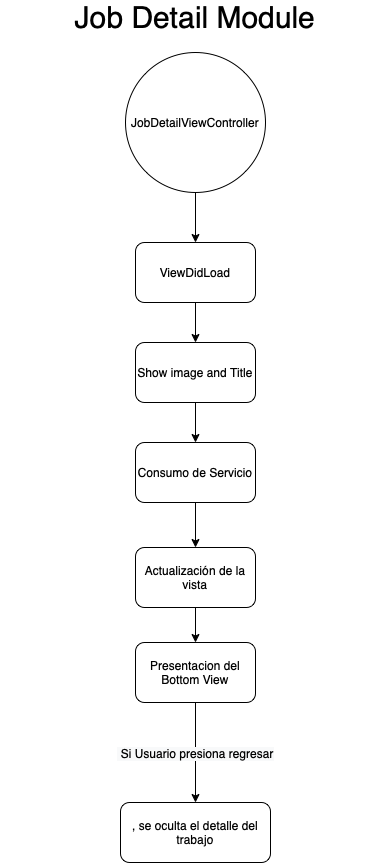 Job Detail Module
JobDetailViewController
ViewDidLoad
Show image and Title
Consumo de Servicio
Actualización de la
vista
Presentacion del
Bottom View
Si Usuario presiona regresar
, se oculta el detalle del
trabajo